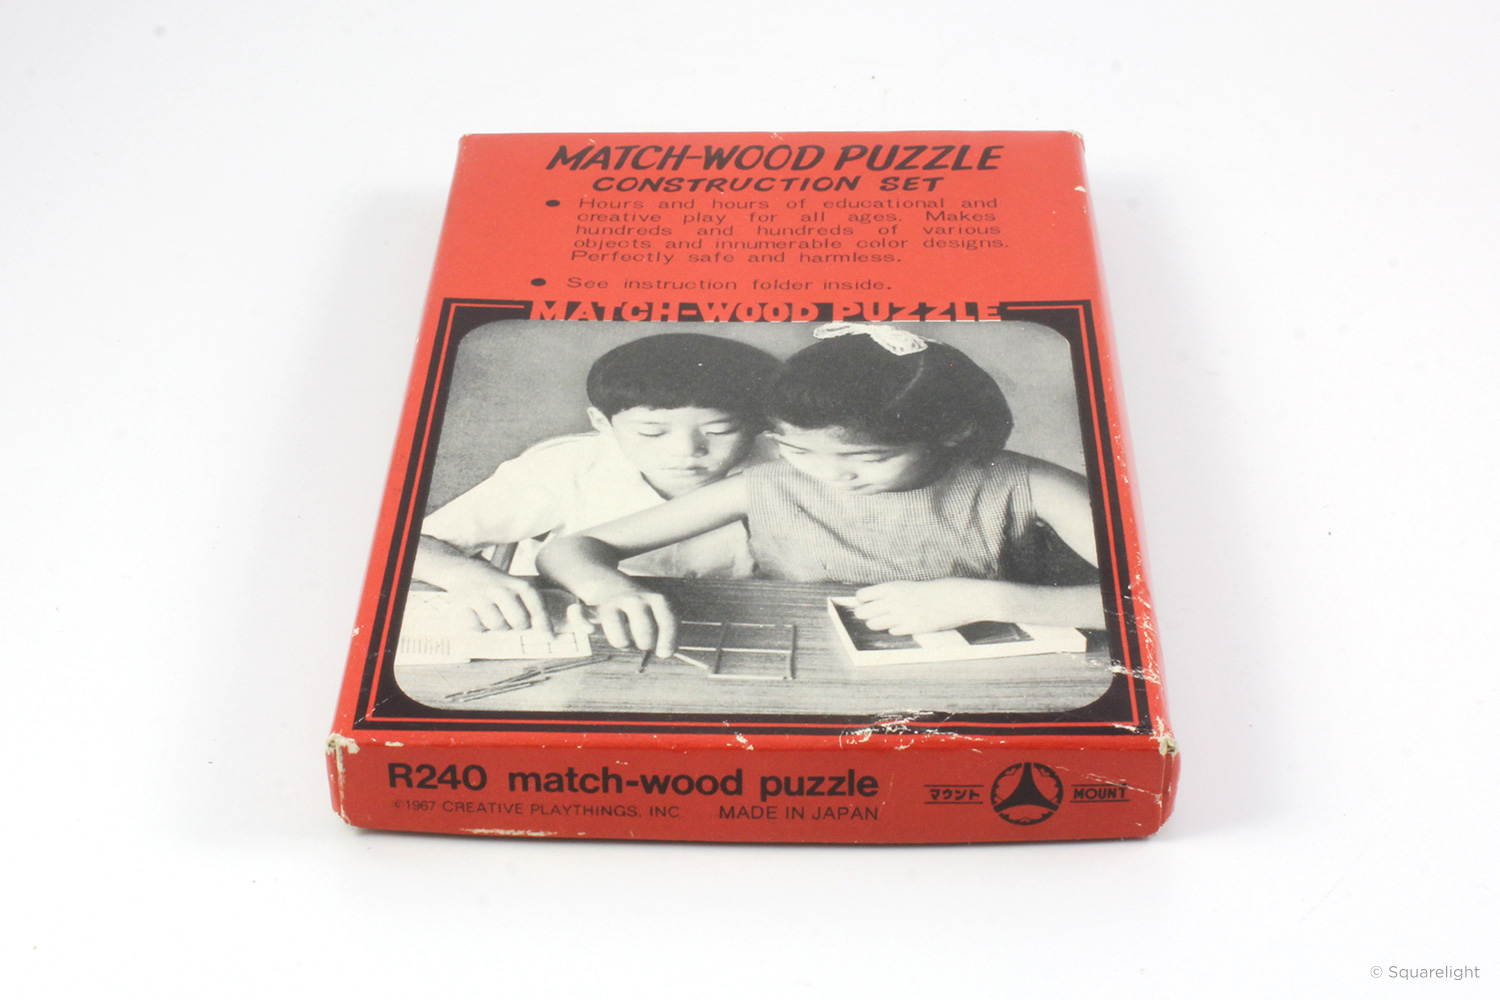 MATCH-WOOD PUZZLE
CONSTRUCTION SET
● Hours and hours of educational and
creative play for all ages. Makes
hundreds and hundreds of various
objects and innumerable color designs.
Perfectly safe and harmless.
● See instruction folder inside.
MATCH-WOOD PUZZLE
R240 match-wood puzzle
©1967 CREATIVE PLAYTHINGS, INC. MADE IN JAPAN
マウント MOUNT
© Squarelight